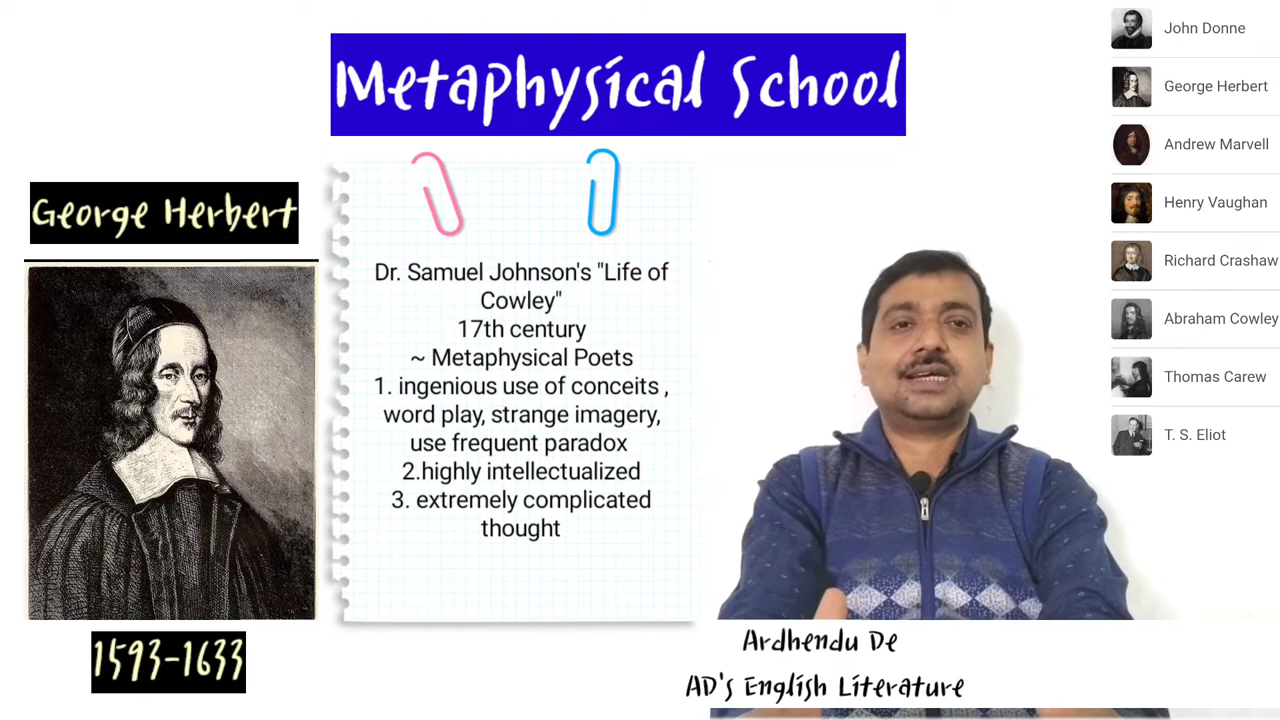 Metaphysical School
George Herbert
1593-1633
Dr. Samuel Johnson's "Life of
Cowley"
17th century
~ Metaphysical Poets
1. ingenious use of conceits ,
word play, strange imagery,
use frequent paradox
2.highly intellectualized
3. extremely complicated
thought
John Donne
George Herbert
Andrew Marvell
Henry Vaughan
Richard Crashaw
Abraham Cowley
Thomas Carew
T. S. Eliot
Ardhendu De
AD's English Literature